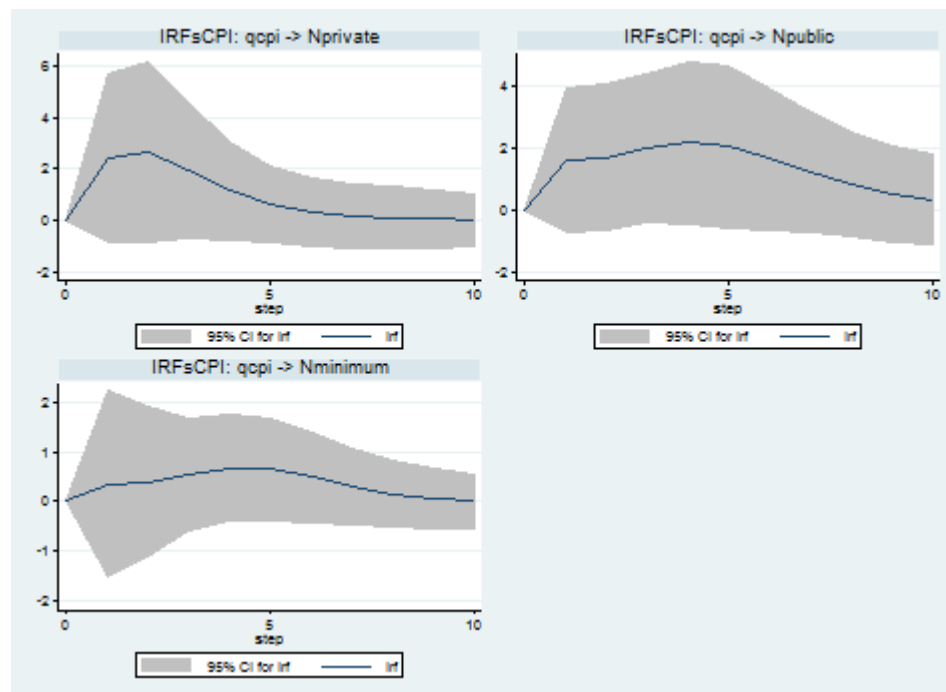 IRFsCPI: qcpi -> Nprivate
6
4
2
0
-2
0 5 10
step
95% CI for irf irf
IRFsCPI: qcpi -> Npublic
4
2
0
-2
0 5 10
step
95% CI for irf irf
IRFsCPI: qcpi -> Nminimum
2
1
0
-1
-2
0 5 10
step
95% CI for irf irf